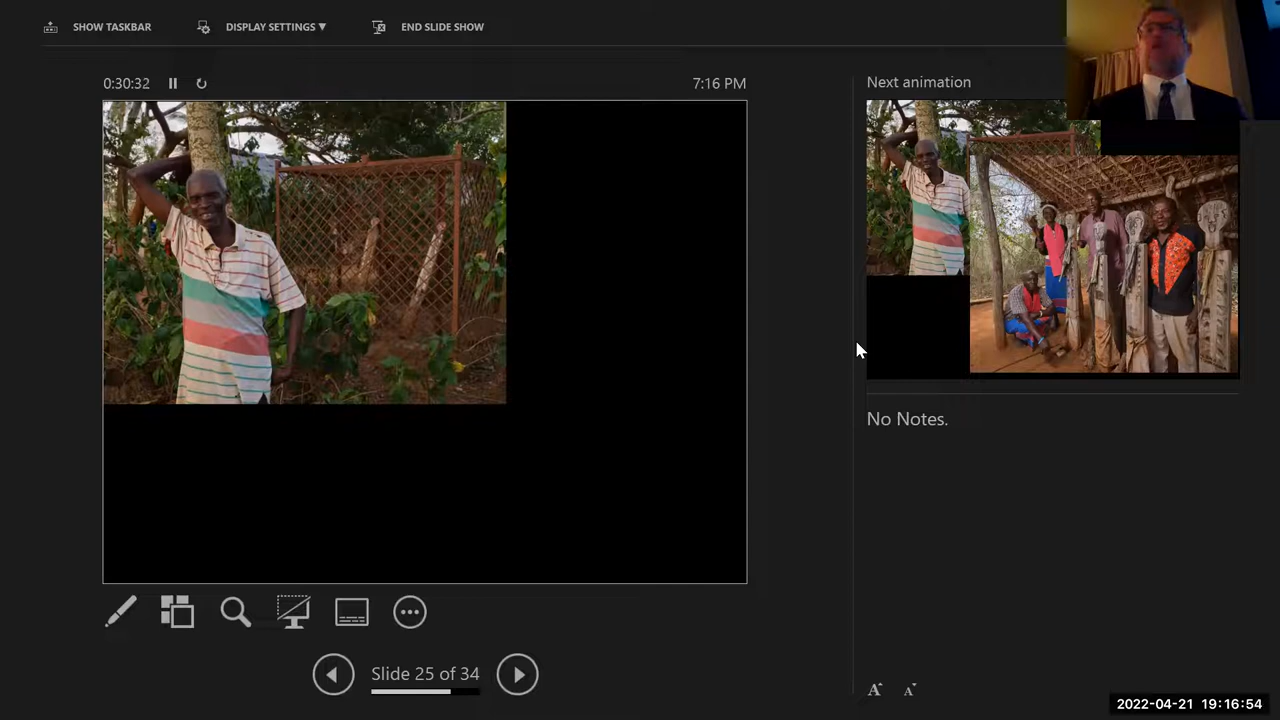 SHOW TASKBAR
DISPLAY SETTINGS ▼
END SLIDE SHOW
0:30:32
7:16 PM
Next animation
No Notes.
Slide 25 of 34
A A
2022-04-21 19:16:54